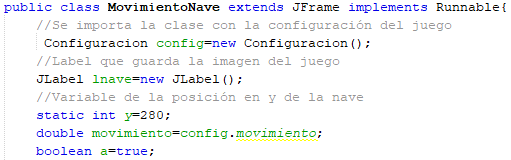 public class MovimientoNave extends JFrame implements Runnable{
//Se importa la clase con la configuración del juego
Configuracion config=new Configuracion();
//Label que guarda la imagen del juego
JLabel lnave=new JLabel();
//Variable de la posición en y de la nave
static int y=280;
double movimiento=config.movimiento;
boolean a=true;